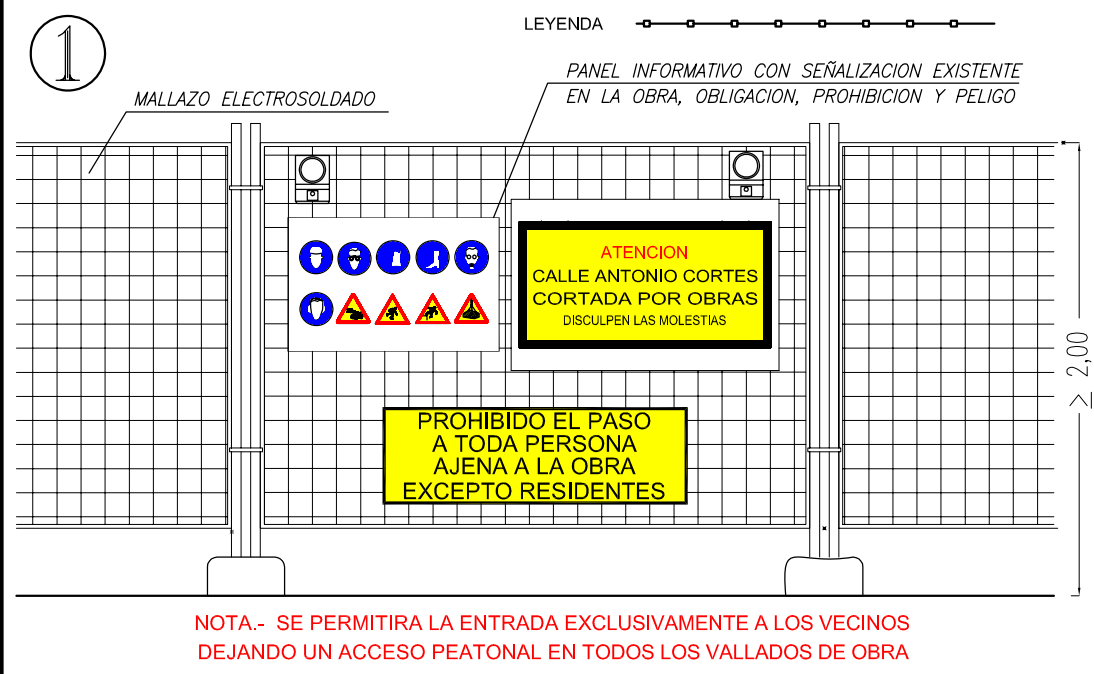 LEYENDA
1
PANEL INFORMATIVO CON SEÑALIZACION EXISTENTE
EN LA OBRA, OBLIGACION, PROHIBICION Y PELIGO
MALLAZO ELECTROSOLDADO
ATENCION
CALLE ANTONIO CORTES
CORTADA POR OBRAS
DISCULPEN LAS MOLESTIAS
≥ 2,00
PROHIBIDO EL PASO
A TODA PERSONA
AJENA A LA OBRA
EXCEPTO RESIDENTES
NOTA.- SE PERMITIRA LA ENTRADA EXCLUSIVAMENTE A LOS VECINOS
DEJANDO UN ACCESO PEATONAL EN TODOS LOS VALLADOS DE OBRA